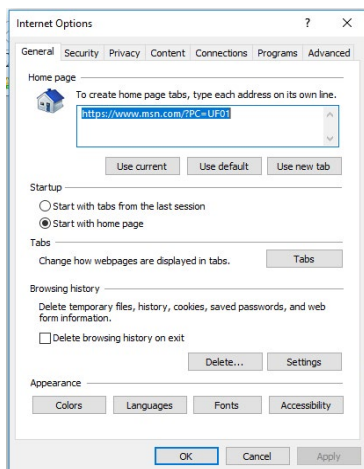 Internet Options ? X
General Security Privacy Content Connections Programs Advanced
Home page
To create home page tabs, type each address on its own line.
https://www.msn.com/?PC=UF01
Use current Use default Use new tab
Startup
Start with tabs from the last session
Start with home page
Tabs
Change how webpages are displayed in tabs. Tabs
Browsing history
Delete temporary files, history, cookies, saved passwords, and web
form information.
Delete browsing history on exit
Delete... Settings
Appearance
Colors Languages Fonts Accessibility
OK Cancel Apply